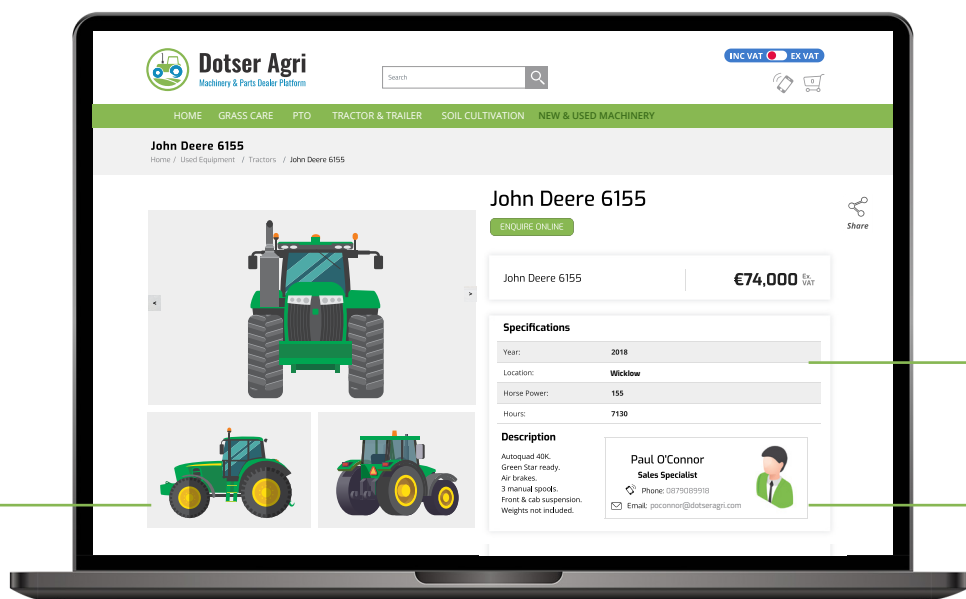 Dotser Agri
Machinery & Parts Dealer Platform
Search
INC VAT EX VAT
0
HOME GRASS CARE PTO TRACTOR & TRAILER SOIL CULTIVATION NEW & USED MACHINERY
John Deere 6155
Home / Used Equipment / Tractors / John Deere 6155
John Deere 6155
ENQUIRE ONLINE
Share
John Deere 6155 €74,000 Ex. VAT
< >
Specifications
Year: 2018
Location: Wicklow
Horse Power: 155
Hours: 7130
Description
Autoquad 40K.
Green Star ready.
Air brakes.
3 manual spools.
Front & cab suspension.
Weights not included.
Paul O'Connor
Sales Specialist
Phone: 0879089918
Email: poconnor@dotseragri.com